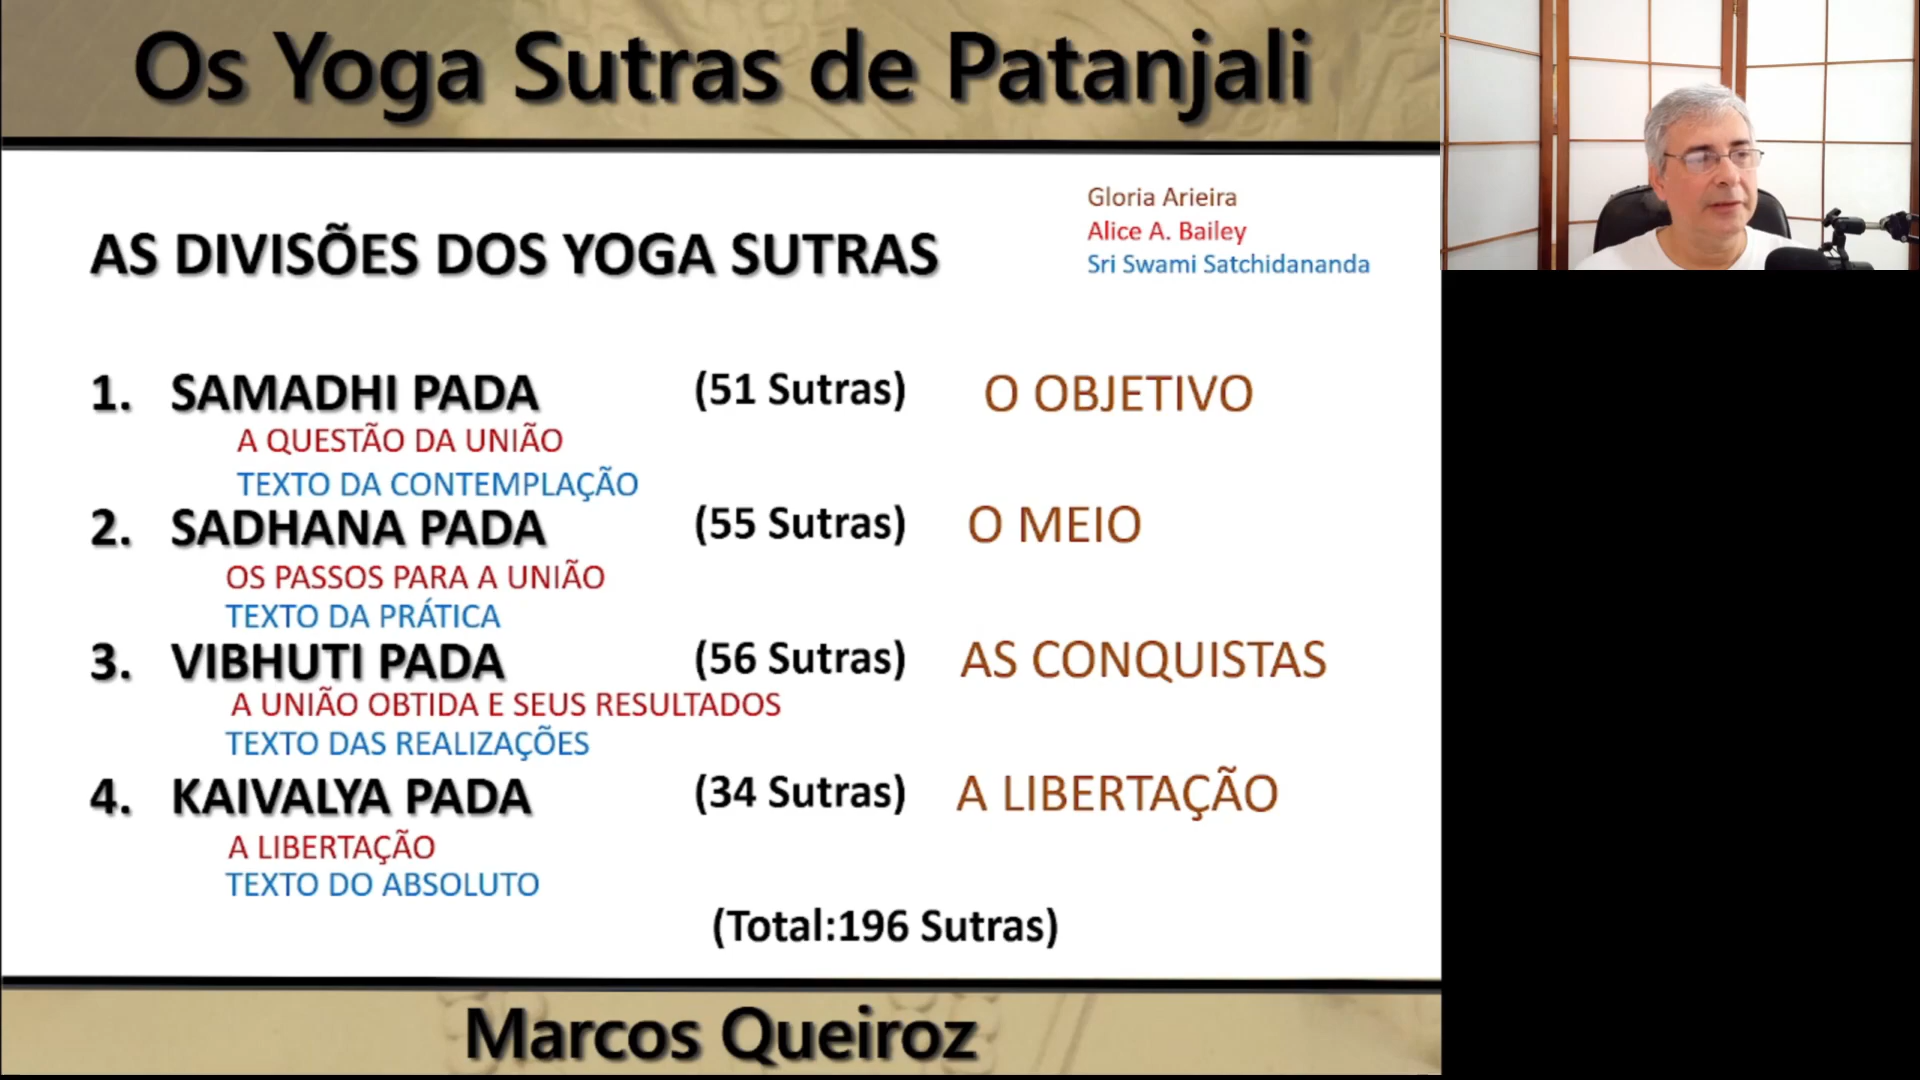 Os Yoga Sutras de Patanjali
Gloria Arieira
Alice A. Bailey
Sri Swami Satchidananda
AS DIVISÕES DOS YOGA SUTRAS
1. SAMADHI PADA (51 Sutras) O OBJETIVO
A QUESTÃO DA UNIÃO
TEXTO DA CONTEMPLAÇÃO
2. SADHANA PADA (55 Sutras) O MEIO
OS PASSOS PARA A UNIÃO
TEXTO DA PRÁTICA
3. VIBHUTI PADA (56 Sutras) AS CONQUISTAS
A UNIÃO OBTIDA E SEUS RESULTADOS
TEXTO DAS REALIZAÇÕES
4. KAIVALYA PADA (34 Sutras) A LIBERTAÇÃO
A LIBERTAÇÃO
TEXTO DO ABSOLUTO
(Total:196 Sutras)
Marcos Queiroz